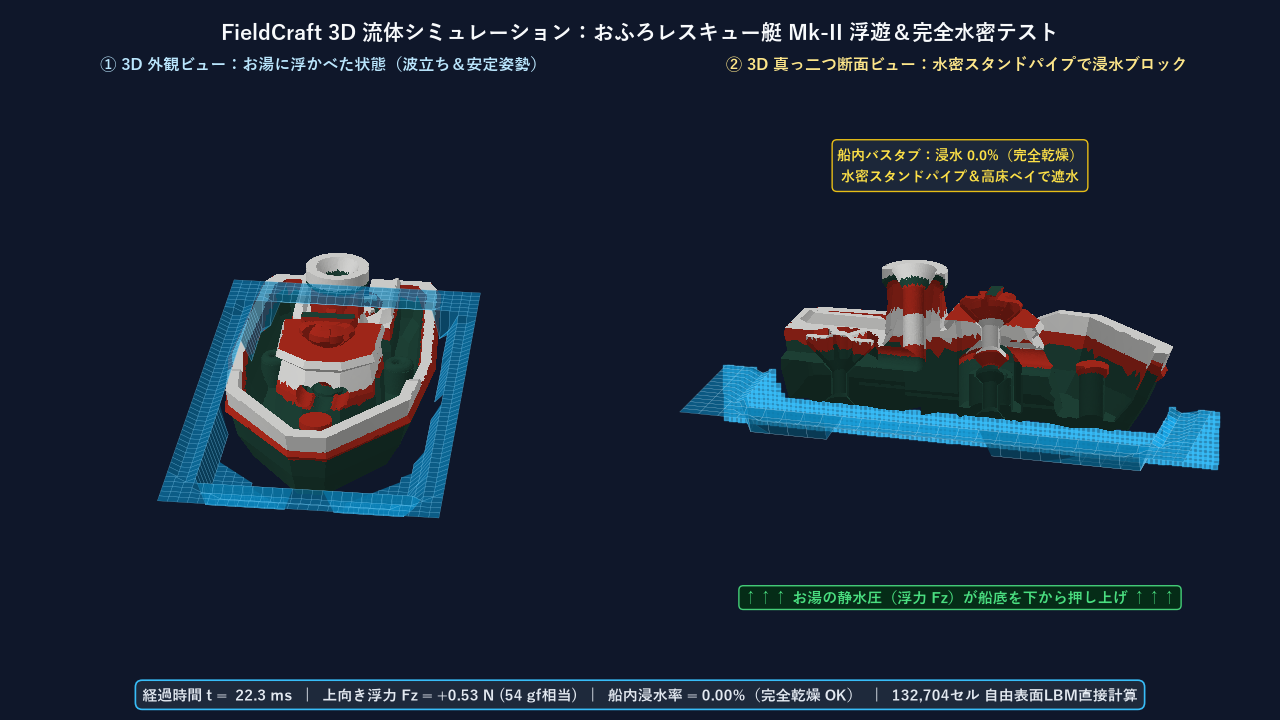 FieldCraft 3D 流体シミュレーション：おふろレスキュー艇 Mk-II 浮遊＆完全水密テスト
① 3D 外観ビュー：お湯に浮かべた状態（波立ち＆安定姿勢）
② 3D 真っ二つ断面ビュー：水密スタンドパイプで浸水ブロック
船内バスタブ：浸水 0.0%（完全乾燥）
水密スタンドパイプ＆高床ベイで遮水
↑ ↑ ↑ お湯の静水圧（浮力 Fz）が船底を下から押し上げ ↑ ↑ ↑
経過時間 t = 22.3 ms ｜ 上向き浮力 Fz = +0.53 N (54 gf相当) ｜ 船内浸水率 = 0.00%（完全乾燥 OK） ｜ 132,704セル 自由表面LBM直接計算